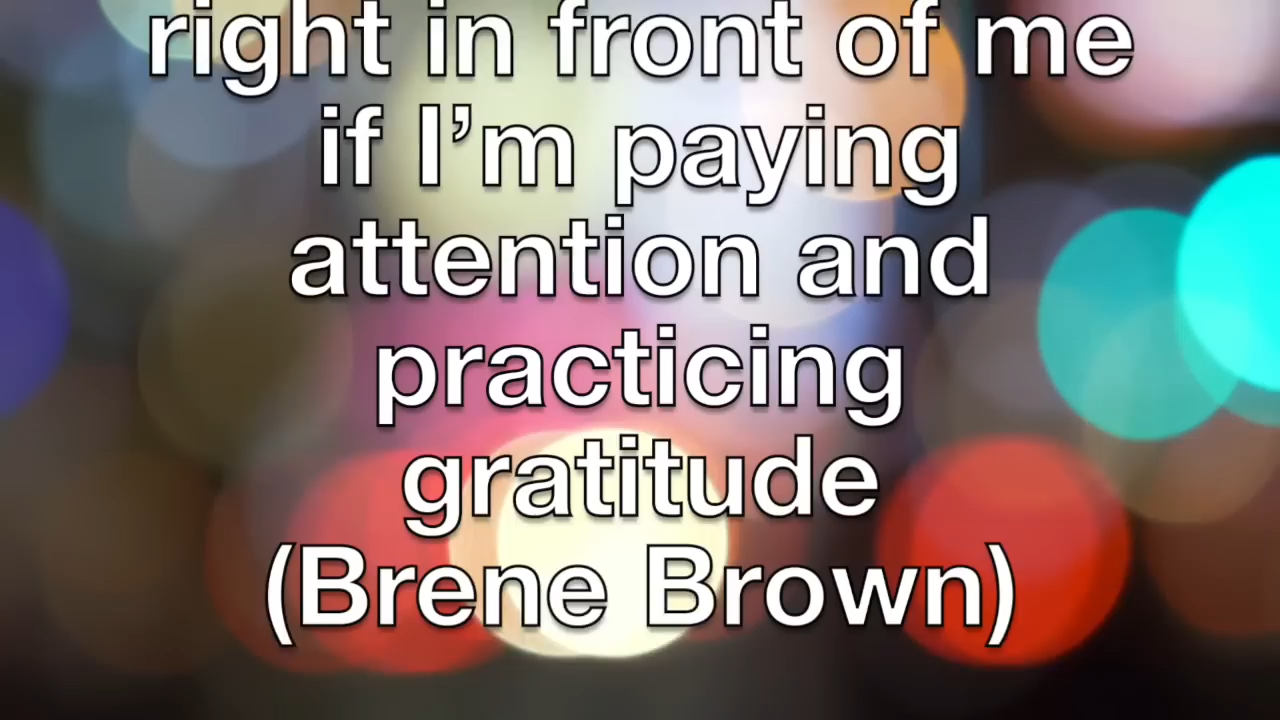 right in front of me
if I’m paying
attention and
practicing
gratitude
(Brene Brown)